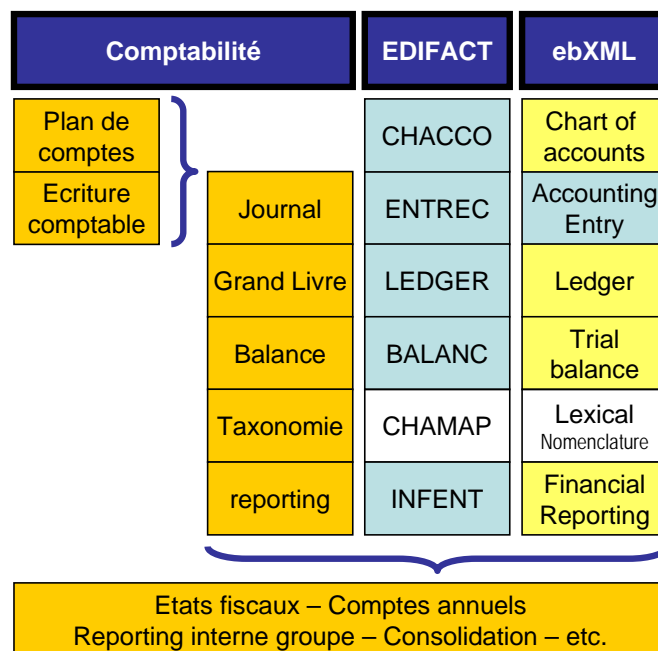 Comptabilité EDIFACT ebXML
Plan de
comptes
CHACCO
Chart of
accounts
Ecriture
comptable
Journal
ENTREC
Accounting
Entry
Grand Livre
LEDGER
Ledger
Balance
BALANC
Trial
balance
Taxonomie
CHAMAP
Lexical
Nomenclature
reporting
INFENT
Financial
Reporting
Etats fiscaux – Comptes annuels
Reporting interne groupe – Consolidation – etc.